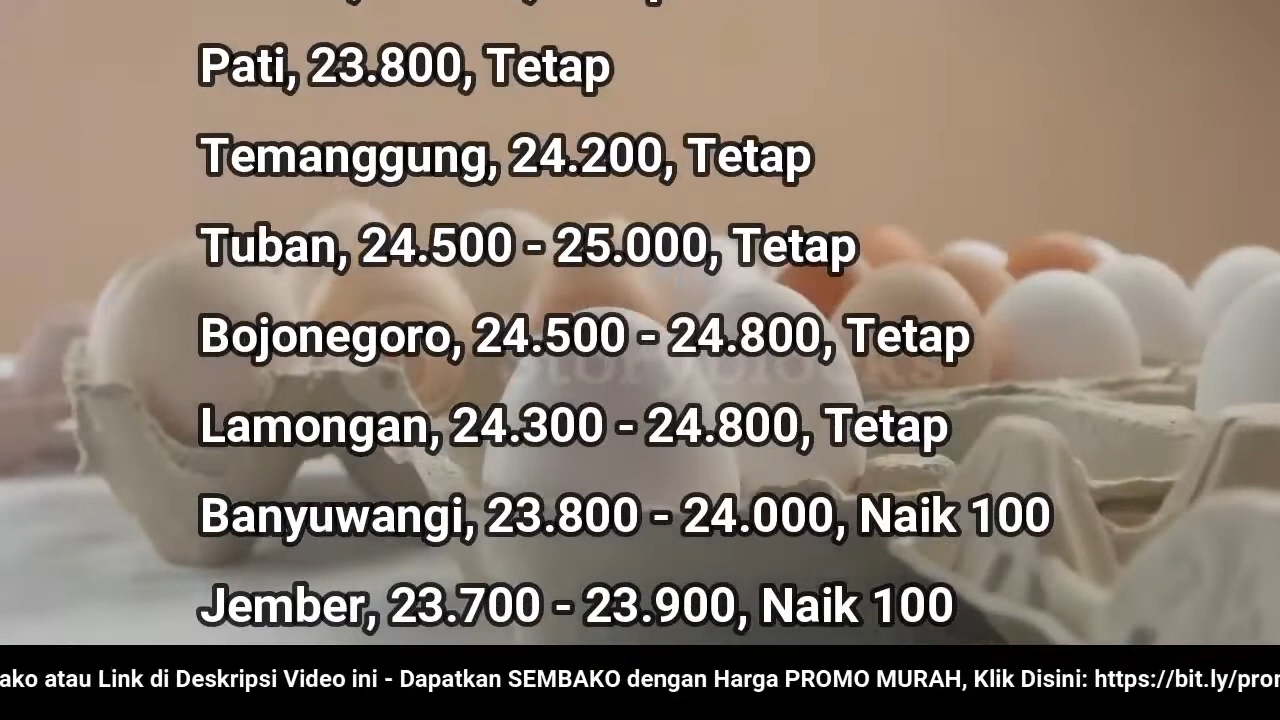 Pati, 23.800, Tetap
Temanggung, 24.200, Tetap
Tuban, 24.500 - 25.000, Tetap
Bojonegoro, 24.500 - 24.800, Tetap
storyblocks
Lamongan, 24.300 - 24.800, Tetap
Banyuwangi, 23.800 - 24.000, Naik 100
Jember, 23.700 - 23.900, Naik 100
ako atau Link di Deskripsi Video ini - Dapatkan SEMBAKO dengan Harga PROMO MURAH, Klik Disini: https://bit.ly/pro